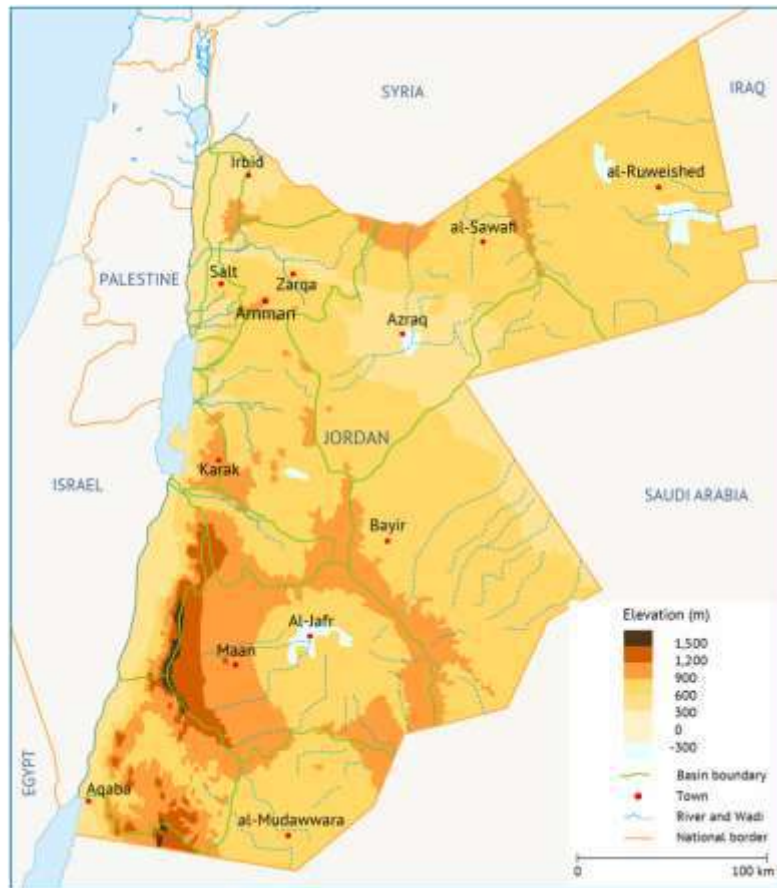 SYRIA
IRAQ
Irbid
al-Ruweished
al-Sawafi
PALESTINE
Salt
Zarqa
Amman
Azraq
JORDAN
Karak
ISRAEL
SAUDI ARABIA
Bayir
Elevation (m)
Al-Jafr
1,500
Maan
1,200
900
600
300
0
-300
EGYPT
Basin boundary
Aqaba
Town
al-Mudawwara
River and Wadi
National border
0 100 km